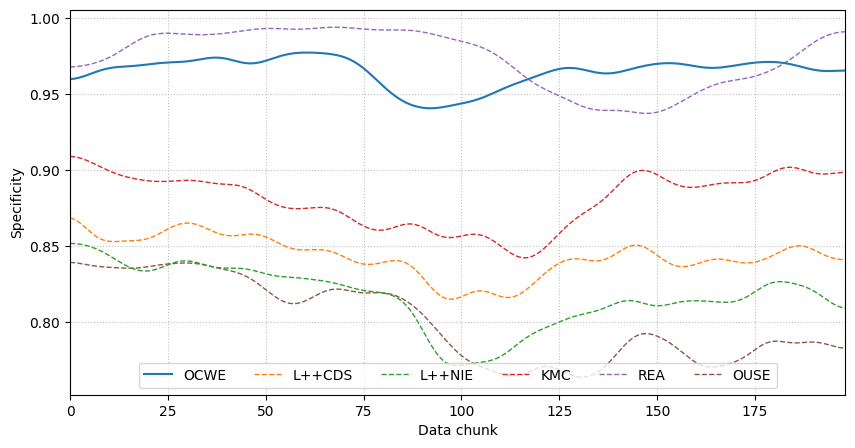 1.00
0.95
0.90
0.85
0.80
Specificity
OCWE L++CDS L++NIE KMC REA OUSE
0 25 50 75 100 125 150 175
Data chunk